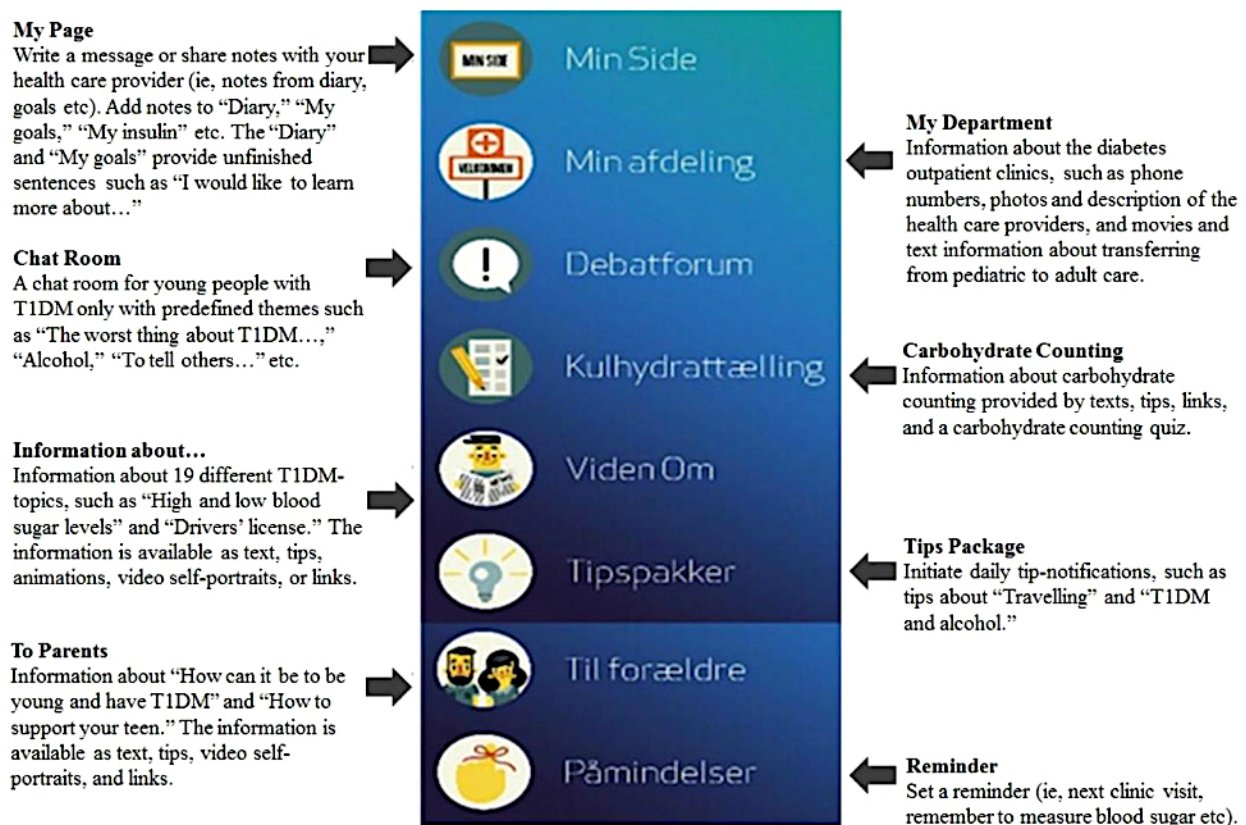 My Page
Write a message or share notes with your
health care provider (ie, notes from diary,
goals etc). Add notes to “Diary,” “My
goals,” “My insulin” etc. The “Diary”
and “My goals” provide unfinished
sentences such as “I would like to learn
more about…”
Chat Room
A chat room for young people with
T1DM only with predefined themes such
as “The worst thing about T1DM…,”
“Alcohol,” “To tell others…” etc.
Information about…
Information about 19 different T1DM-
topics, such as “High and low blood
sugar levels” and “Drivers’ license.” The
information is available as text, tips,
animations, video self-portraits, or links.
To Parents
Information about “How can it be to be
young and have T1DM” and “How to
support your teen.” The information is
available as text, tips, video self-
portraits, and links.
MIN SIDE
Min Side
VELKOMMEN
Min afdeling
!
Debatforum
Kulhydrattælling
Viden Om
Tipspakker
Til forældre
Påmindelser
My Department
Information about the diabetes
outpatient clinics, such as phone
numbers, photos and description of the
health care providers, and movies and
text information about transferring
from pediatric to adult care.
Carbohydrate Counting
Information about carbohydrate
counting provided by texts, tips, links,
and a carbohydrate counting quiz.
Tips Package
Initiate daily tip-notifications, such as
tips about “Travelling” and “T1DM
and alcohol.”
Reminder
Set a reminder (ie, next clinic visit,
remember to measure blood sugar etc).